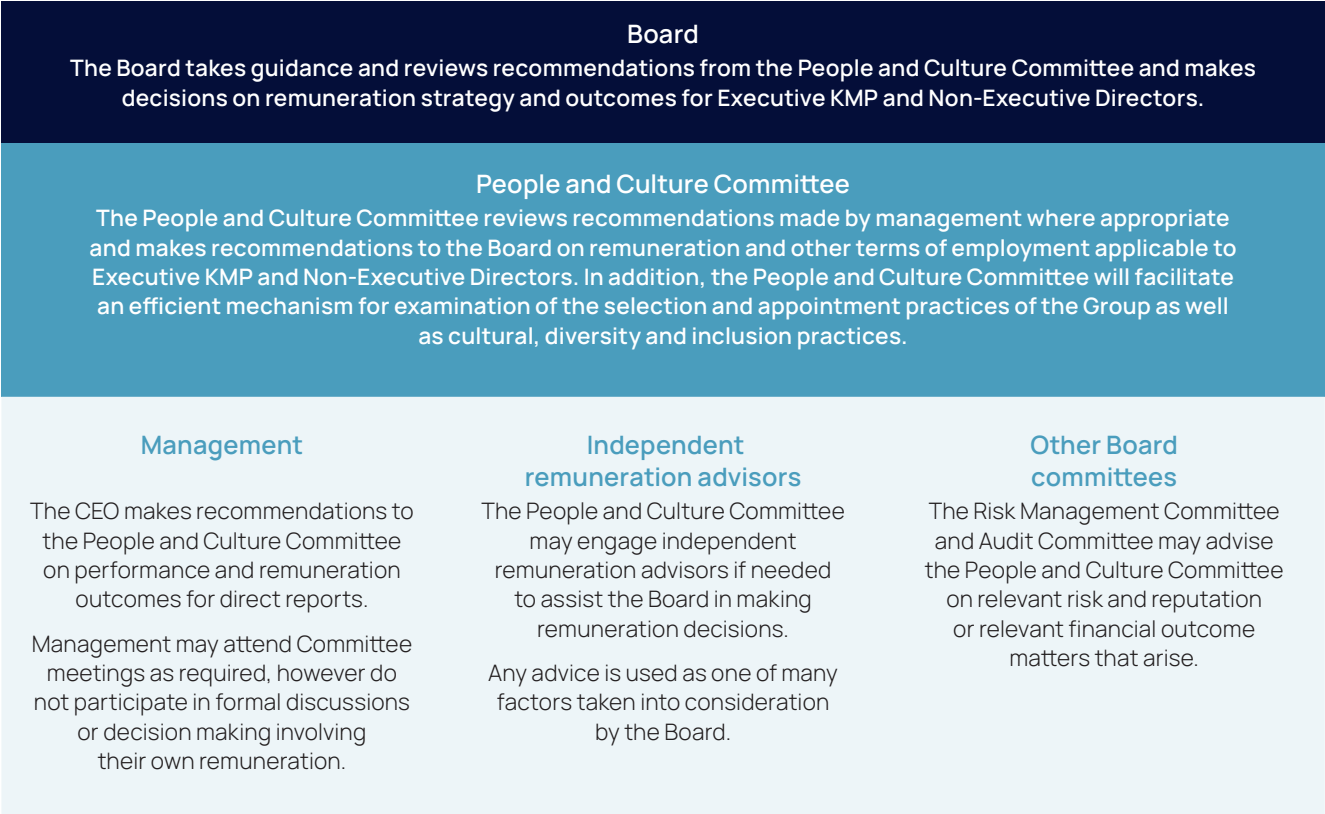 Board
The Board takes guidance and reviews recommendations from the People and Culture Committee and makes
decisions on remuneration strategy and outcomes for Executive KMP and Non-Executive Directors.
People and Culture Committee
The People and Culture Committee reviews recommendations made by management where appropriate
and makes recommendations to the Board on remuneration and other terms of employment applicable to
Executive KMP and Non-Executive Directors. In addition, the People and Culture Committee will facilitate
an efficient mechanism for examination of the selection and appointment practices of the Group as well
as cultural, diversity and inclusion practices.
Management
The CEO makes recommendations to
the People and Culture Committee
on performance and remuneration
outcomes for direct reports.
Management may attend Committee
meetings as required, however do
not participate in formal discussions
or decision making involving
their own remuneration.
Independent
remuneration advisors
The People and Culture Committee
may engage independent
remuneration advisors if needed
to assist the Board in making
remuneration decisions.
Any advice is used as one of many
factors taken into consideration
by the Board.
Other Board
committees
The Risk Management Committee
and Audit Committee may advise
the People and Culture Committee
on relevant risk and reputation
or relevant financial outcome
matters that arise.